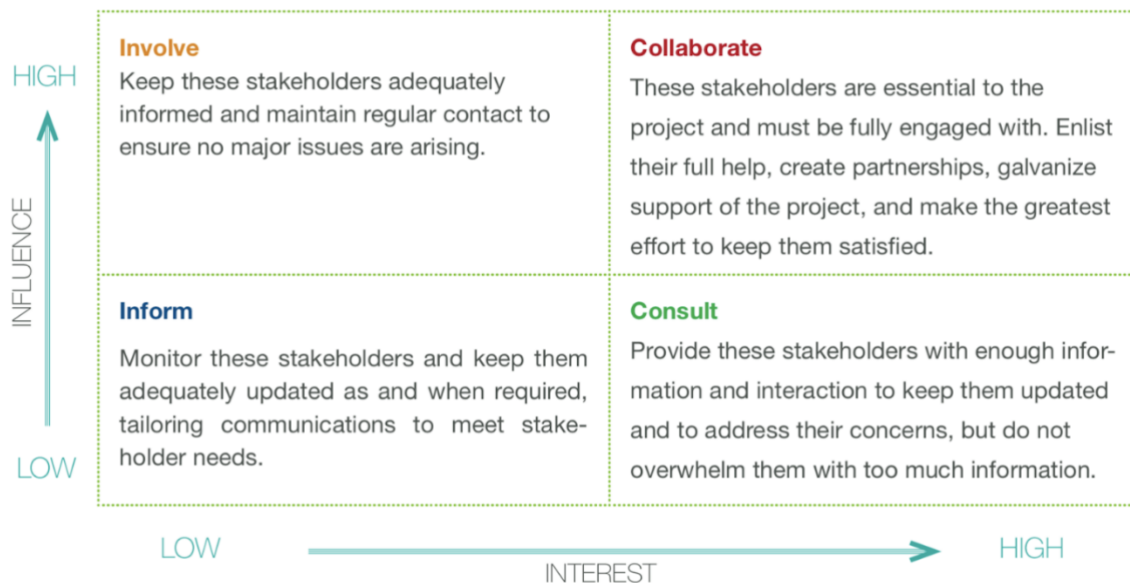 Involve
Keep these stakeholders adequately
informed and maintain regular contact to
ensure no major issues are arising.
Collaborate
These stakeholders are essential to the
project and must be fully engaged with. Enlist
their full help, create partnerships, galvanize
support of the project, and make the greatest
effort to keep them satisfied.
HIGH
INFLUENCE
LOW
Inform
Monitor these stakeholders and keep them
adequately updated as and when required,
tailoring communications to meet stake-
holder needs.
Consult
Provide these stakeholders with enough infor-
mation and interaction to keep them updated
and to address their concerns, but do not
overwhelm them with too much information.
LOW
INTEREST
HIGH